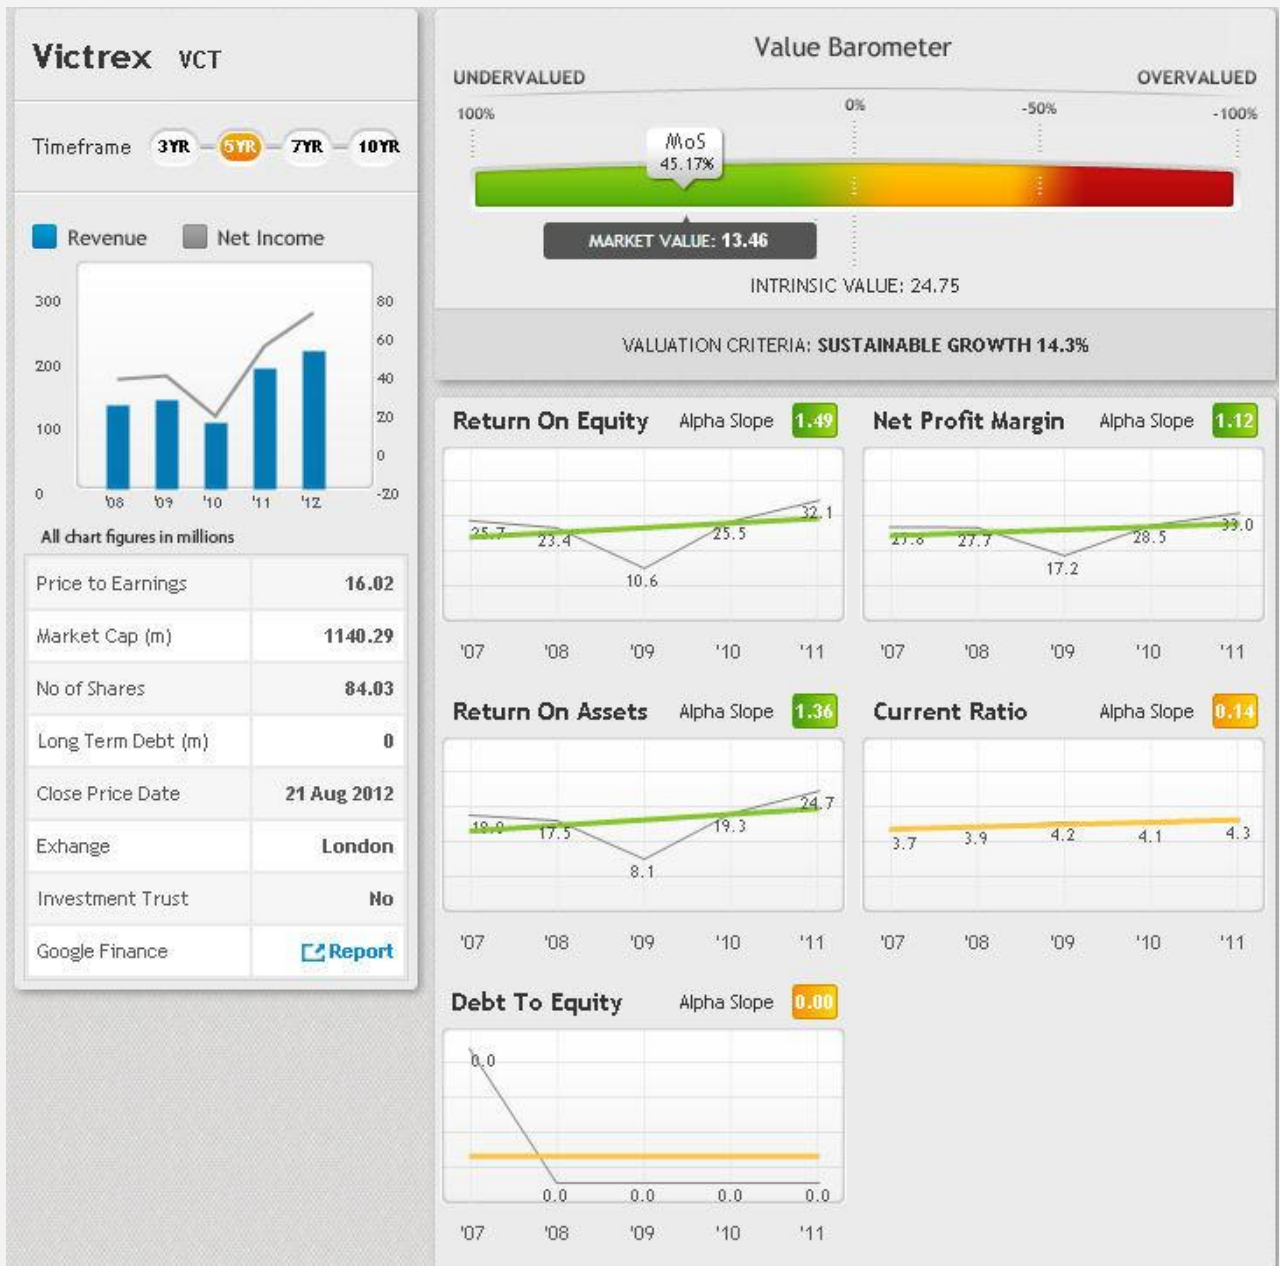 Victrex VCT
Timeframe 3YR 5YR 7YR 10YR
Revenue Net Income
300 80
60
200
40
100 20
0
0 -20
'08 '09 '10 '11 '12
All chart figures in millions
Price to Earnings 16.02
Market Cap (m) 1140.29
No of Shares 84.03
Long Term Debt (m) 0
Close Price Date 21 Aug 2012
Exhange London
Investment Trust No
Google Finance Report
Value Barometer
UNDERVALUED OVERVALUED
100% 0% -50% -100%
MoS
45.17%
MARKET VALUE: 13.46
INTRINSIC VALUE: 24.75
VALUATION CRITERIA: SUSTAINABLE GROWTH 14.3%
Return On Equity Alpha Slope 1.49
25.7 23.4 10.6 25.5 32.1
'07 '08 '09 '10 '11
Net Profit Margin Alpha Slope 1.12
27.7 17.2 28.5 33.0
'07 '08 '09 '10 '11
Return On Assets Alpha Slope 1.36
17.5 8.1 19.3 24.7
'07 '08 '09 '10 '11
Current Ratio Alpha Slope 0.14
3.7 3.9 4.2 4.1 4.3
'07 '08 '09 '10 '11
Debt To Equity Alpha Slope 0.00
0.0 0.0 0.0 0.0 0.0
'07 '08 '09 '10 '11